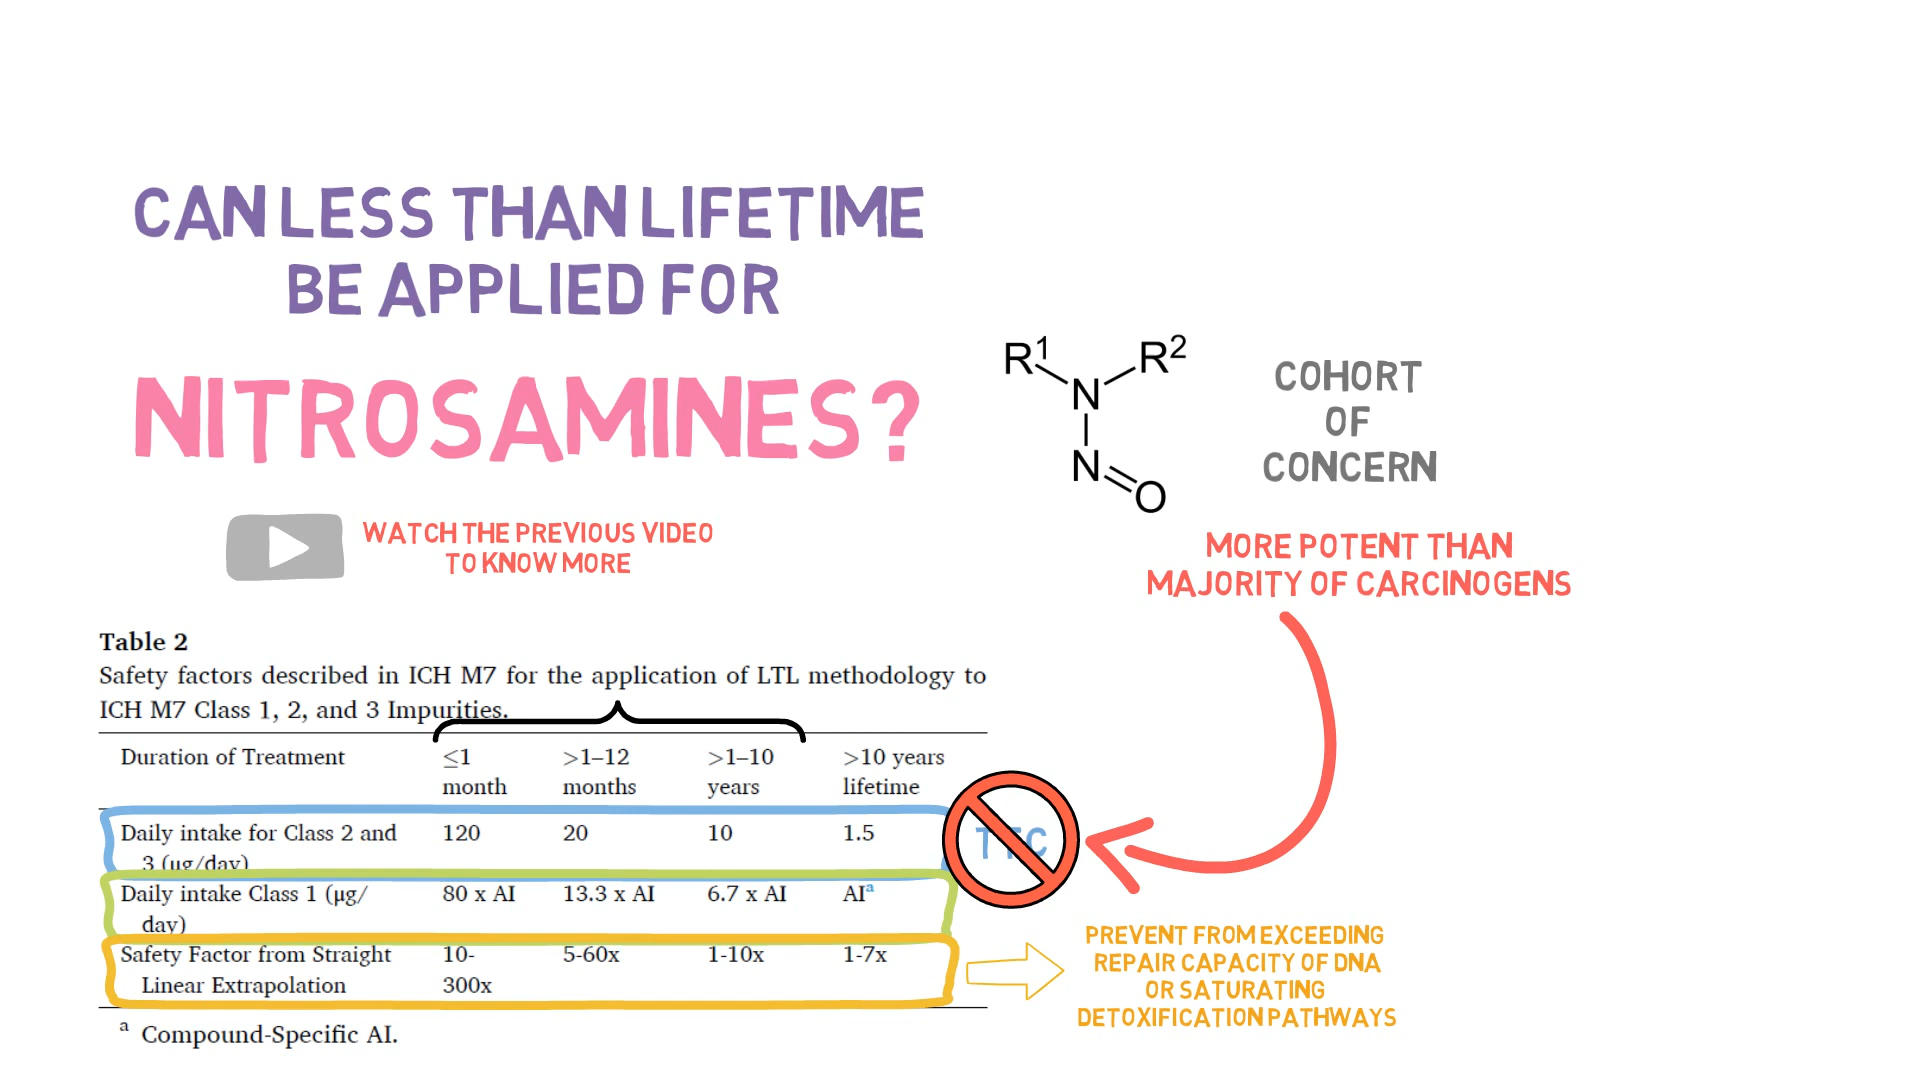 CAN LESS THAN LIFETIME
BE APPLIED FOR
NITROSAMINES?
WATCH THE PREVIOUS VIDEO
TO KNOW MORE
R1
R2
N
N
O
COHORT
OF
CONCERN
MORE POTENT THAN
MAJORITY OF CARCINOGENS
Table 2
Safety factors described in ICH M7 for the application of LTL methodology to
ICH M7 Class 1, 2, and 3 Impurities.
Duration of Treatment ≤1 month >1–12 months >1–10 years >10 years lifetime
Daily intake for Class 2 and 3 (µg/day) 120 20 10 1.5
Daily intake Class 1 (µg/day) 80 x AI 13.3 x AI 6.7 x AI AIa
Safety Factor from Straight Linear Extrapolation 10-300x 5-60x 1-10x 1-7x
a Compound-Specific AI.
TTC
PREVENT FROM EXCEEDING
REPAIR CAPACITY OF DNA
OR SATURATING
DETOXIFICATION PATHWAYS